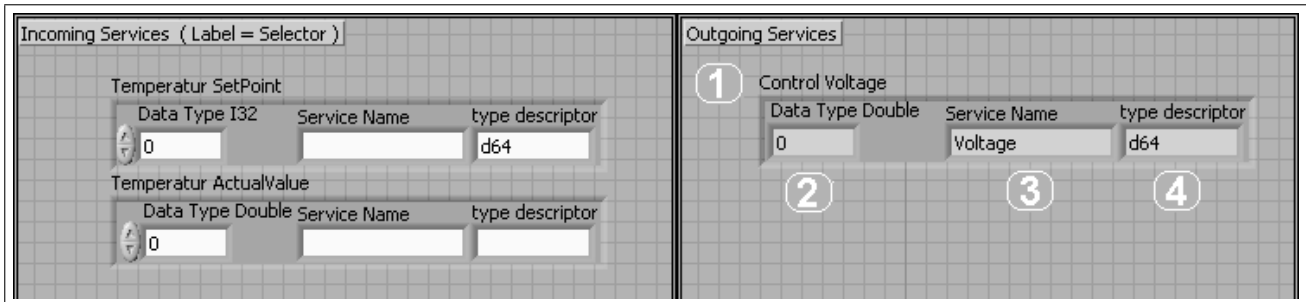 Incoming Services ( Label = Selector )
Temperatur SetPoint
Data Type I32 Service Name type descriptor
0 d64
Temperatur ActualValue
Data Type Double Service Name type descriptor
0
Outgoing Services
1 Control Voltage
Data Type Double Service Name type descriptor
0 Voltage d64
2 3 4